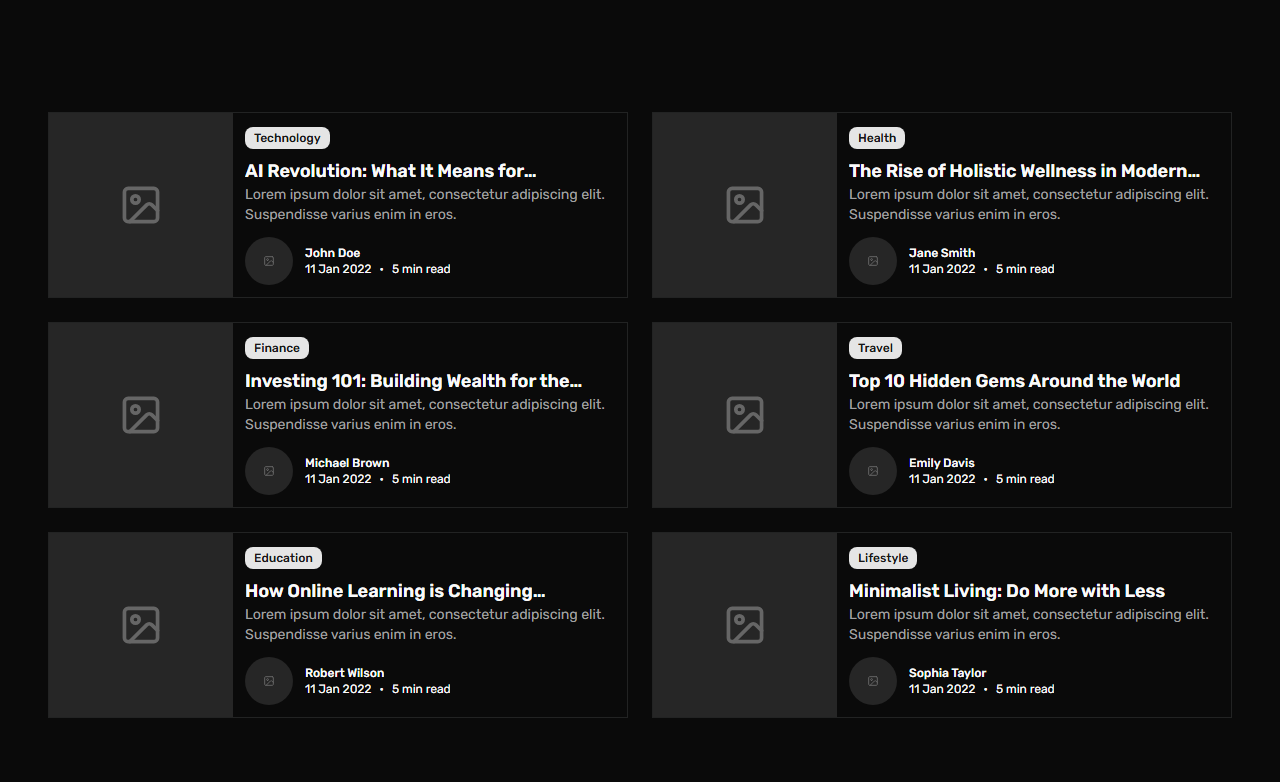 Technology
AI Revolution: What It Means for...
Lorem ipsum dolor sit amet, consectetur adipiscing elit.
Suspendisse varius enim in eros.
John Doe
11 Jan 2022 • 5 min read
Health
The Rise of Holistic Wellness in Modern...
Lorem ipsum dolor sit amet, consectetur adipiscing elit.
Suspendisse varius enim in eros.
Jane Smith
11 Jan 2022 • 5 min read
Finance
Investing 101: Building Wealth for the...
Lorem ipsum dolor sit amet, consectetur adipiscing elit.
Suspendisse varius enim in eros.
Michael Brown
11 Jan 2022 • 5 min read
Travel
Top 10 Hidden Gems Around the World
Lorem ipsum dolor sit amet, consectetur adipiscing elit.
Suspendisse varius enim in eros.
Emily Davis
11 Jan 2022 • 5 min read
Education
How Online Learning is Changing...
Lorem ipsum dolor sit amet, consectetur adipiscing elit.
Suspendisse varius enim in eros.
Robert Wilson
11 Jan 2022 • 5 min read
Lifestyle
Minimalist Living: Do More with Less
Lorem ipsum dolor sit amet, consectetur adipiscing elit.
Suspendisse varius enim in eros.
Sophia Taylor
11 Jan 2022 • 5 min read